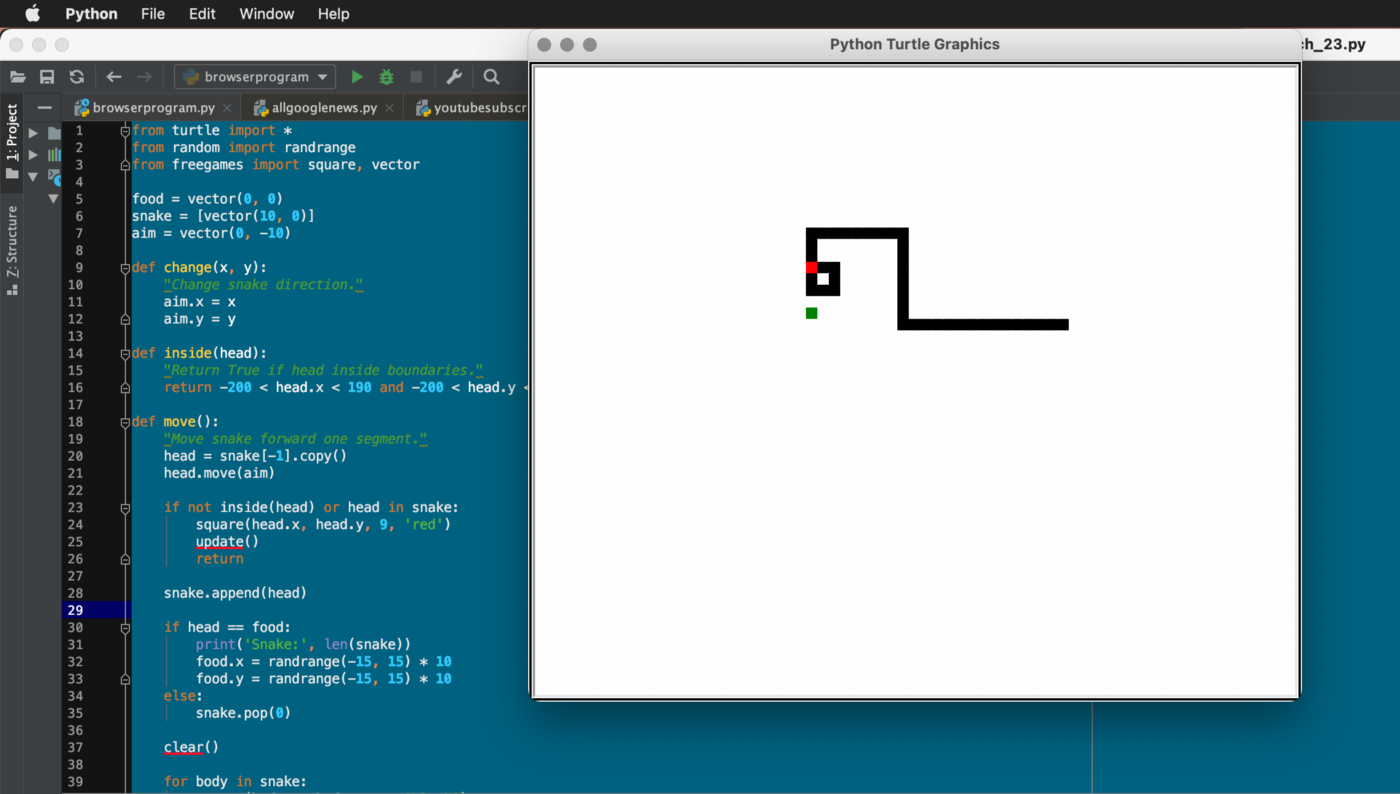 Python File Edit Window Help
Python Turtle Graphics
ch_23.py
browserprogram
browserprogram.py allgooglenews.py youtubesubscr
1: Project
Z: Structure
1 from turtle import *
2 from random import randrange
3 from freegames import square, vector
4
5 food = vector(0, 0)
6 snake = [vector(10, 0)]
7 aim = vector(0, -10)
8
9 def change(x, y):
10 "Change snake direction."
11 aim.x = x
12 aim.y = y
13
14 def inside(head):
15 "Return True if head inside boundaries."
16 return -200 < head.x < 190 and -200 < head.y <
17
18 def move():
19 "Move snake forward one segment."
20 head = snake[-1].copy()
21 head.move(aim)
22
23 if not inside(head) or head in snake:
24 square(head.x, head.y, 9, 'red')
25 update()
26 return
27
28 snake.append(head)
29
30 if head == food:
31 print('Snake:', len(snake))
32 food.x = randrange(-15, 15) * 10
33 food.y = randrange(-15, 15) * 10
34 else:
35 snake.pop(0)
36
37 clear()
38
39 for body in snake: